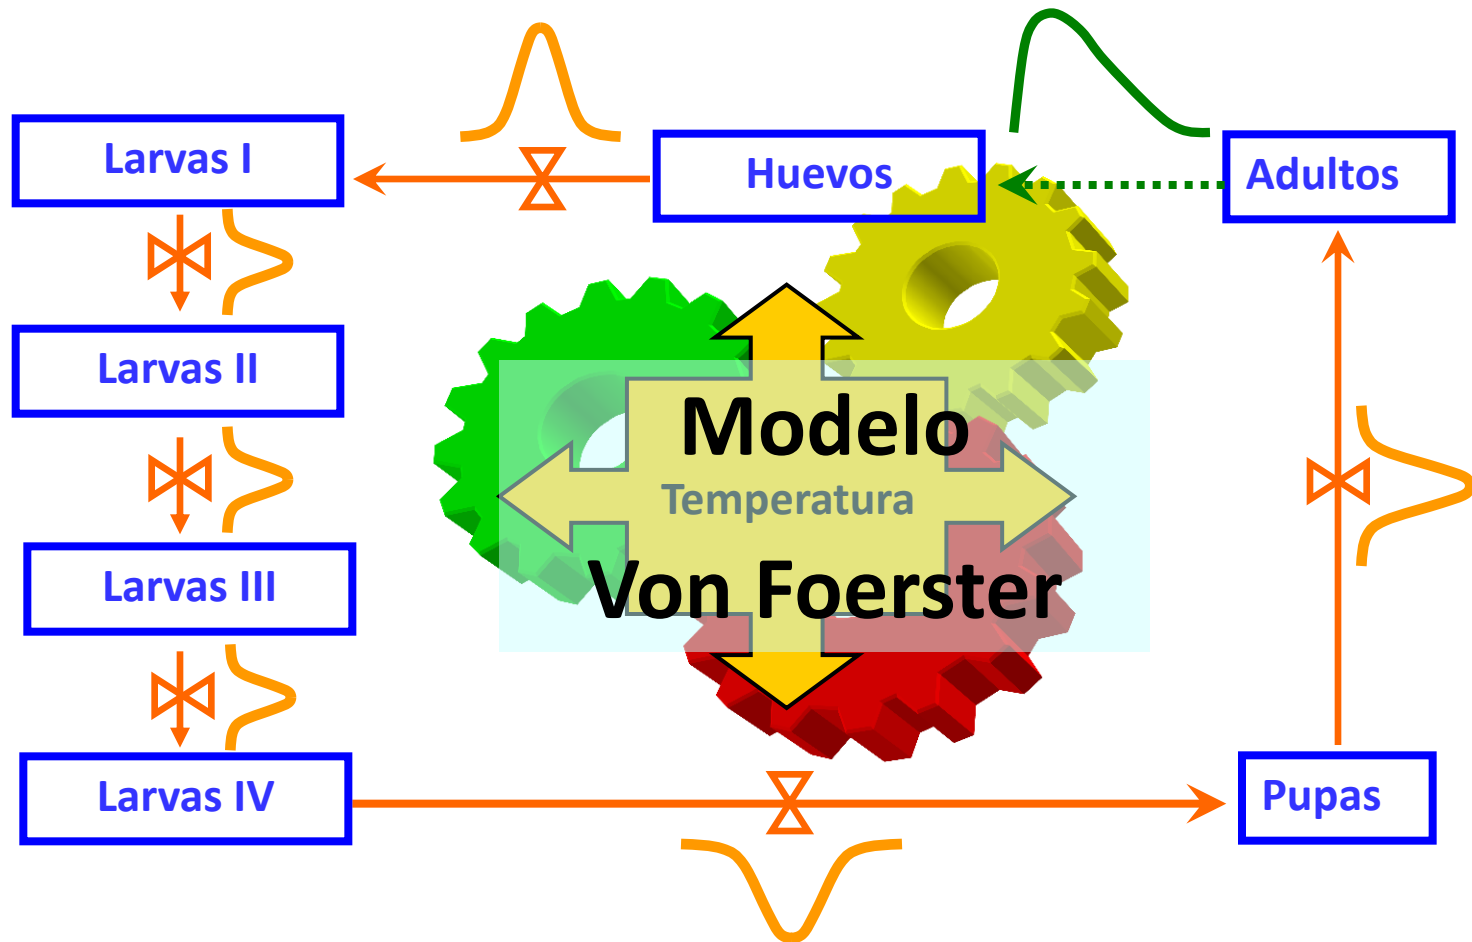 Larvas I
Huevos
Adultos
Larvas II
Modelo
Temperatura
Von Foerster
Larvas III
Larvas IV
Pupas